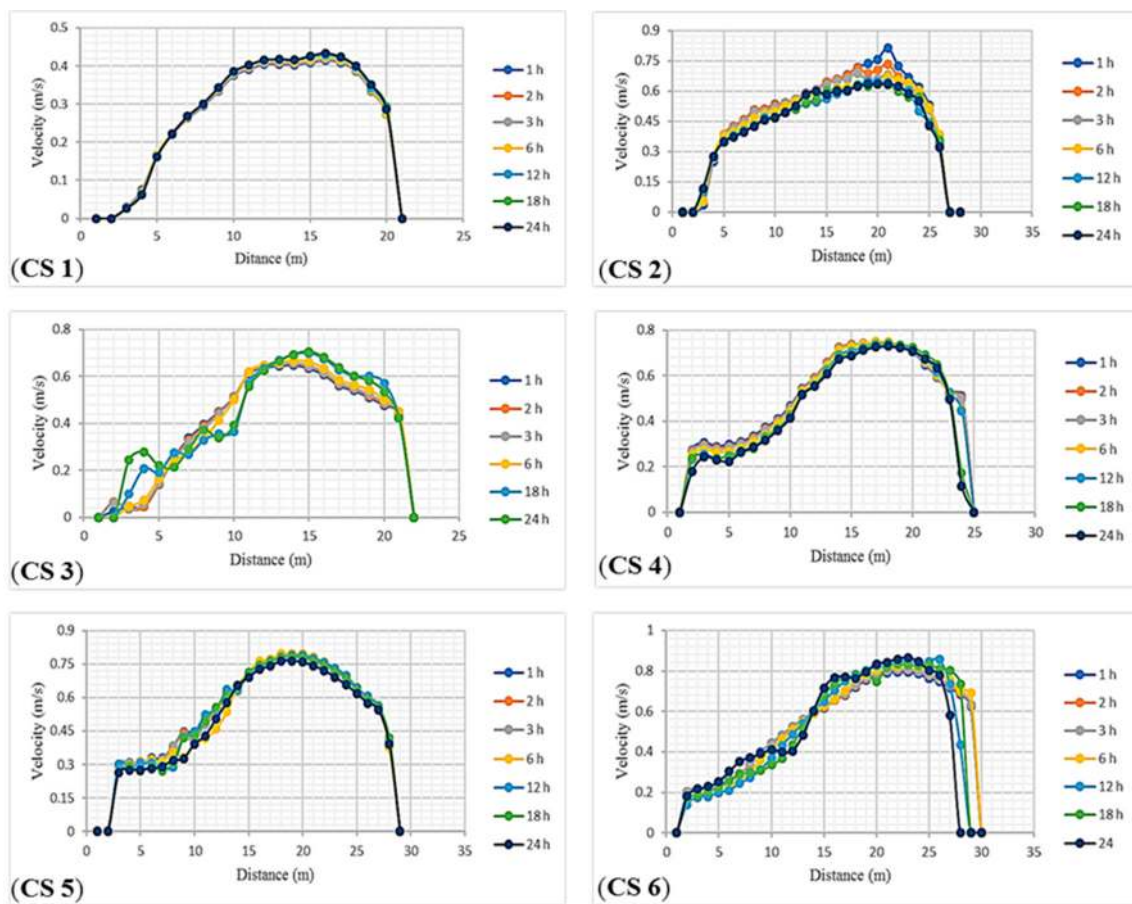 0.5
0.4
0.3
0.2
0.1
0
Velocity (m/s)
0 5 10 15 20 25
Ditance (m)
1 h
2 h
3 h
6 h
12 h
18 h
24 h
(CS 1)
0.9
0.75
0.6
0.45
0.3
0.15
0
Velocity (m/s)
0 5 10 15 20 25 30 35
Distance (m)
1 h
2 h
3 h
6 h
12 h
18 h
24 h
(CS 2)
0.8
0.6
0.4
0.2
0
Velocity (m/s)
0 5 10 15 20 25
Distance (m)
1 h
2 h
3 h
6 h
18 h
24 h
(CS 3)
0.8
0.6
0.4
0.2
0
Velocity (m/s)
0 5 10 15 20 25 30
Distance (m)
1 h
2 h
3 h
6 h
12 h
18 h
24 h
(CS 4)
0.9
0.75
0.6
0.45
0.3
0.15
0
Velocity (m/s)
0 5 10 15 20 25 30 35
Distance (m)
1 h
2 h
3 h
6 h
12 h
18 h
24 h
(CS 5)
1
0.8
0.6
0.4
0.2
0
Velocity (m/s)
0 5 10 15 20 25 30 35
Distance (m)
1 h
2 h
3 h
6 h
12 h
18 h
24
(CS 6)